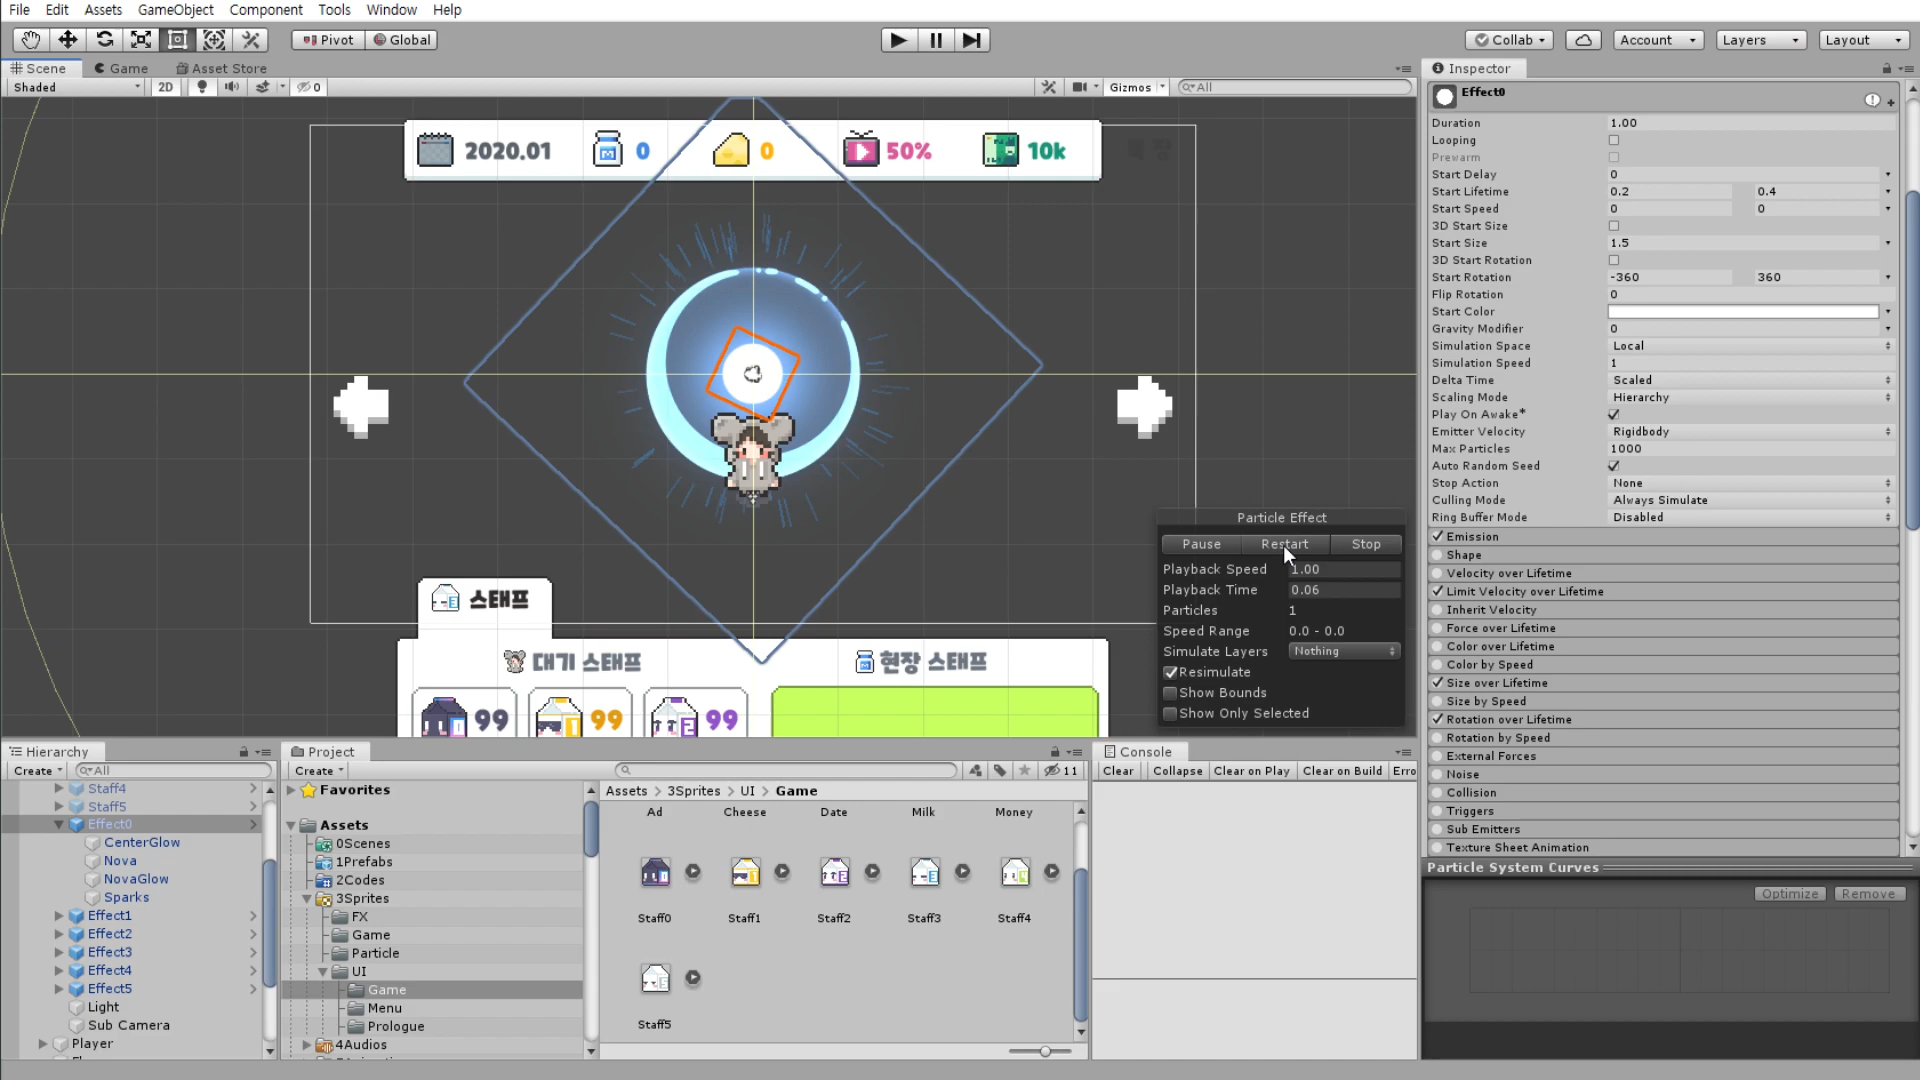 File Edit Assets GameObject Component Tools Window Help
Pivot Global
Collab Account Layers Layout
Scene Game Asset Store
Shaded 2D 0 Gizmos All
2020.01 0 0 50% 10k
스태프
대기 스태프 현장 스태프
99 99 99
Particle Effect
Pause Restart Stop
Playback Speed 1.00
Playback Time 0.06
Particles 1
Speed Range 0.0 - 0.0
Simulate Layers Nothing
Resimulate
Show Bounds
Show Only Selected
Inspector
Effect0
Duration 1.00
Looping
Prewarm
Start Delay 0
Start Lifetime 0.2 0.4
Start Speed 0 0
3D Start Size
Start Size 1.5
3D Start Rotation
Start Rotation -360 360
Flip Rotation 0
Start Color
Gravity Modifier 0
Simulation Space Local
Simulation Speed 1
Delta Time Scaled
Scaling Mode Hierarchy
Play On Awake*
Emitter Velocity Rigidbody
Max Particles 1000
Auto Random Seed
Stop Action None
Culling Mode Always Simulate
Ring Buffer Mode Disabled
Emission
Shape
Velocity over Lifetime
Limit Velocity over Lifetime
Inherit Velocity
Force over Lifetime
Color over Lifetime
Color by Speed
Size over Lifetime
Size by Speed
Rotation over Lifetime
Rotation by Speed
External Forces
Noise
Collision
Triggers
Sub Emitters
Texture Sheet Animation
Particle System Curves
Optimize Remove
Hierarchy
Create All
Staff4
Staff5
Effect0
CenterGlow
Nova
NovaGlow
Sparks
Effect1
Effect2
Effect3
Effect4
Effect5
Light
Sub Camera
Player
Project
Create 11
Favorites
Assets
0Scenes
1Prefabs
2Codes
3Sprites
FX
Game
Particle
UI
Game
Menu
Prologue
4Audios
Assets > 3Sprites > UI > Game
Ad Cheese Date Milk Money
Staff0 Staff1 Staff2 Staff3 Staff4
Staff5
Console
Clear Collapse Clear on Play Clear on Build Erro